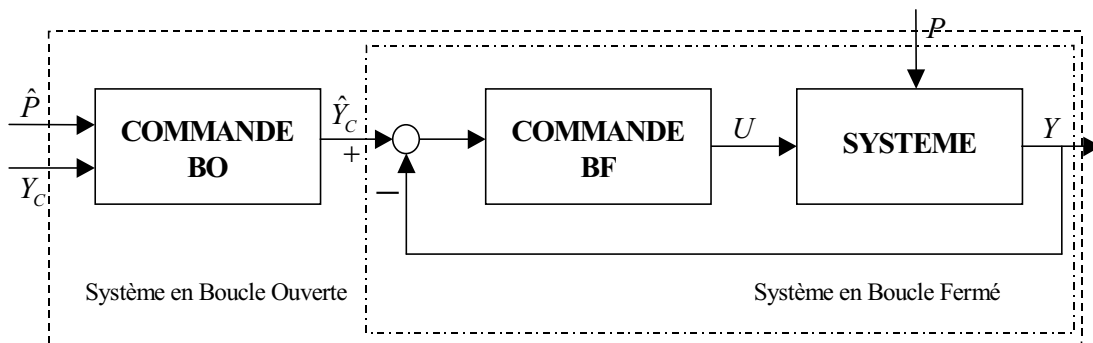 P
P̂
Y_C
COMMANDE
BO
Ŷ_C
+
−
COMMANDE
BF
U
SYSTEME
Y
Système en Boucle Ouverte
Système en Boucle Fermé